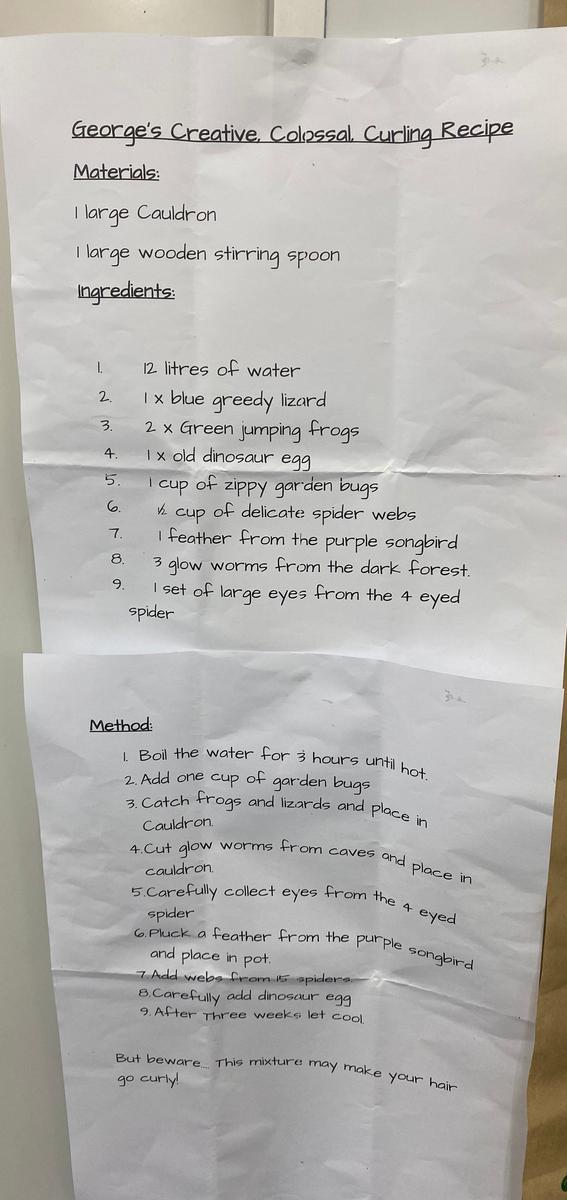 George's Creative, Colossal, Curling Recipe
Materials:
1 large Cauldron
1 large wooden stirring spoon
Ingredients:
1. 12 litres of water
2. 1 x blue greedy lizard
3. 2 x Green jumping frogs
4. 1 x old dinosaur egg
5. 1 cup of zippy garden bugs
6. ½ cup of delicate spider webs
7. 1 feather from the purple songbird
8. 3 glow worms from the dark forest.
9. 1 set of large eyes from the 4 eyed
spider
Method:
1. Boil the water for 3 hours until hot.
2. Add one cup of garden bugs
3. Catch frogs and lizards and place in
Cauldron.
4. Cut glow worms from caves and place in
cauldron.
5. Carefully collect eyes from the 4 eyed
spider
6. Pluck a feather from the purple songbird
and place in pot.
7. Add webs from 15 spiders.
8. Carefully add dinosaur egg
9. After Three weeks let cool.
But beware... This mixture may make your hair
go curly!